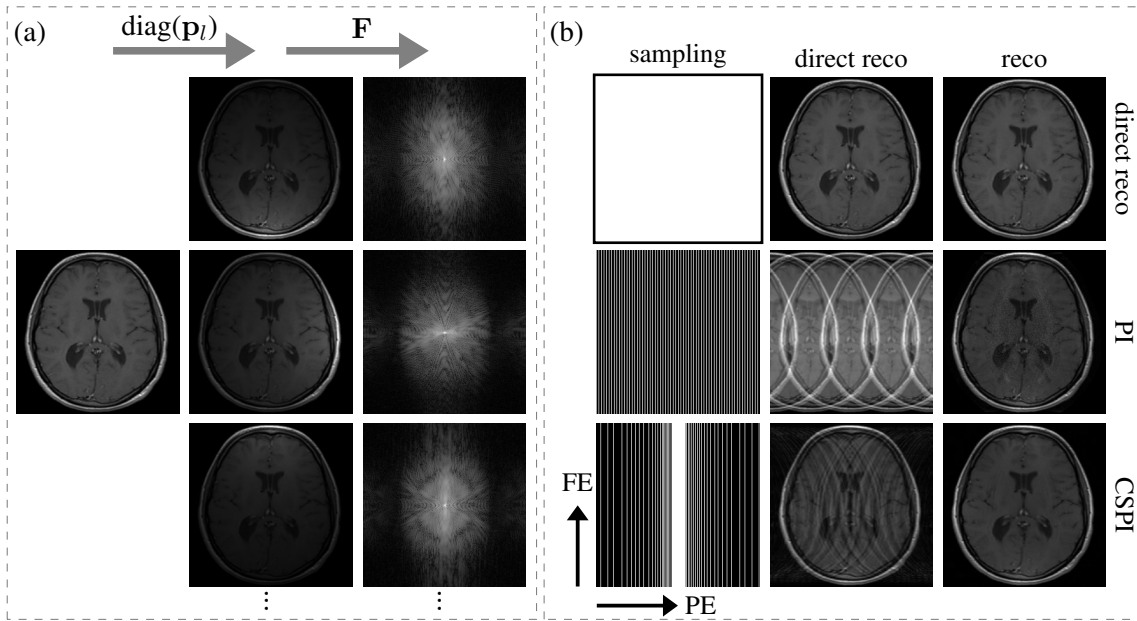 (a)
diag(p_l)
F
⋮
⋮
(b)
sampling
direct reco
reco
direct reco
PI
CSPI
FE
PE